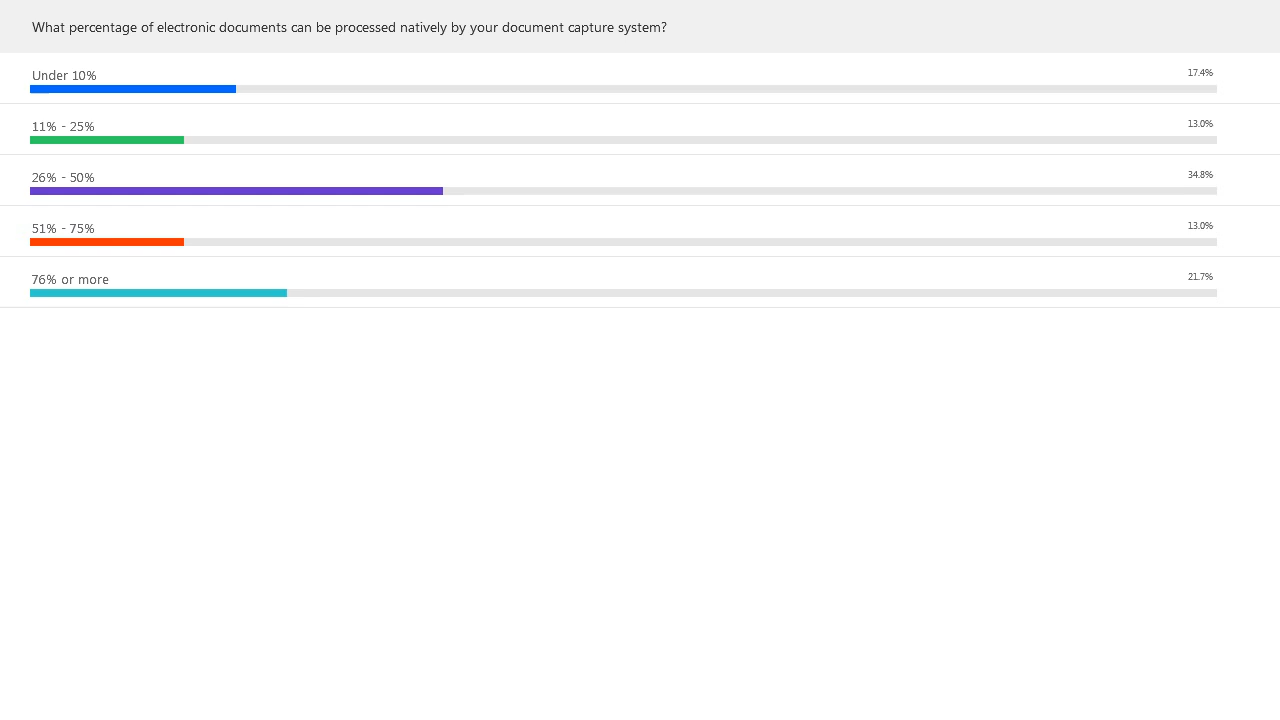 What percentage of electronic documents can be processed natively by your document capture system?
Under 10%
17.4%
11% - 25%
13.0%
26% - 50%
34.8%
51% - 75%
13.0%
76% or more
21.7%